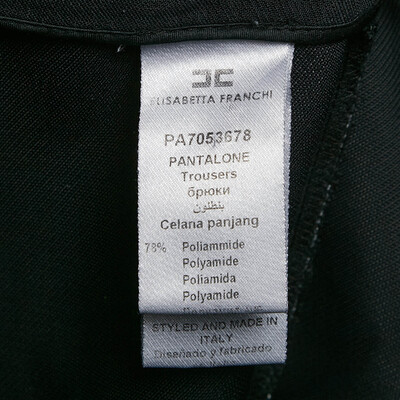 ELISABETTA FRANCHI
PA7053678
PANTALONE
Trousers
брюки
بنطلون
Celana panjang
78% Poliammide
Polyamide
Poliamida
Polyamide
STYLED AND MADE IN
ITALY
Diseñado y fabricado